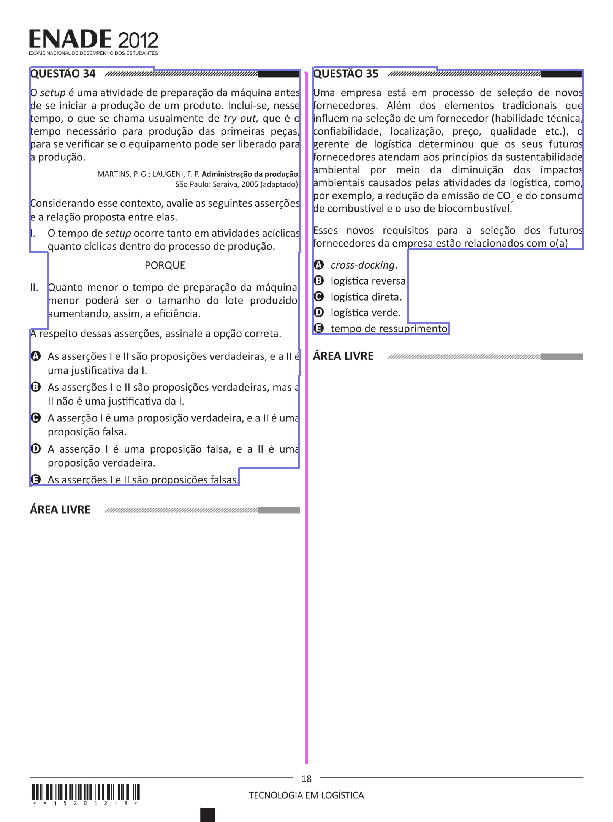 ENADE 2012
EXAME NACIONAL DE DESEMPENHO DOS ESTUDANTES
QUESTÃO 34
O setup é uma atividade de preparação da máquina antes
de se iniciar a produção de um produto. Inclui-se, nesse
tempo, o que se chama usualmente de try out, que é o
tempo necessário para produção das primeiras peças,
para se verificar se o equipamento pode ser liberado para
a produção.
MARTINS, P. G.; LAUGENI, F. P. Administração da produção.
São Paulo: Saraiva, 2005 (adaptado).
Considerando esse contexto, avalie as seguintes asserções
e a relação proposta entre elas.
I. O tempo de setup ocorre tanto em atividades acíclicas
quanto cíclicas dentro do processo de produção.
PORQUE
II. Quanto menor o tempo de preparação da máquina,
menor poderá ser o tamanho do lote produzido,
aumentando, assim, a eficiência.
A respeito dessas asserções, assinale a opção correta.
A As asserções I e II são proposições verdadeiras, e a II é
uma justificativa da I.
B As asserções I e II são proposições verdadeiras, mas a
II não é uma justificativa da I.
C A asserção I é uma proposição verdadeira, e a II é uma
proposição falsa.
D A asserção I é uma proposição falsa, e a II é uma
proposição verdadeira.
E As asserções I e II são proposições falsas.
ÁREA LIVRE
QUESTÃO 35
Uma empresa está em processo de seleção de novos
fornecedores. Além dos elementos tradicionais que
influem na seleção de um fornecedor (habilidade técnica,
confiabilidade, localização, preço, qualidade etc.), o
gerente de logística determinou que os seus futuros
fornecedores atendam aos princípios da sustentabilidade
ambiental por meio da diminuição dos impactos
ambientais causados pelas atividades da logística, como,
por exemplo, a redução da emissão de CO2 e do consumo
de combustível e o uso de biocombustível.
Esses novos requisitos para a seleção dos futuros
fornecedores da empresa estão relacionados com o(a)
A cross-docking.
B logística reversa.
C logística direta.
D logística verde.
E tempo de ressuprimento.
ÁREA LIVRE
18
TECNOLOGIA EM LOGÍSTICA